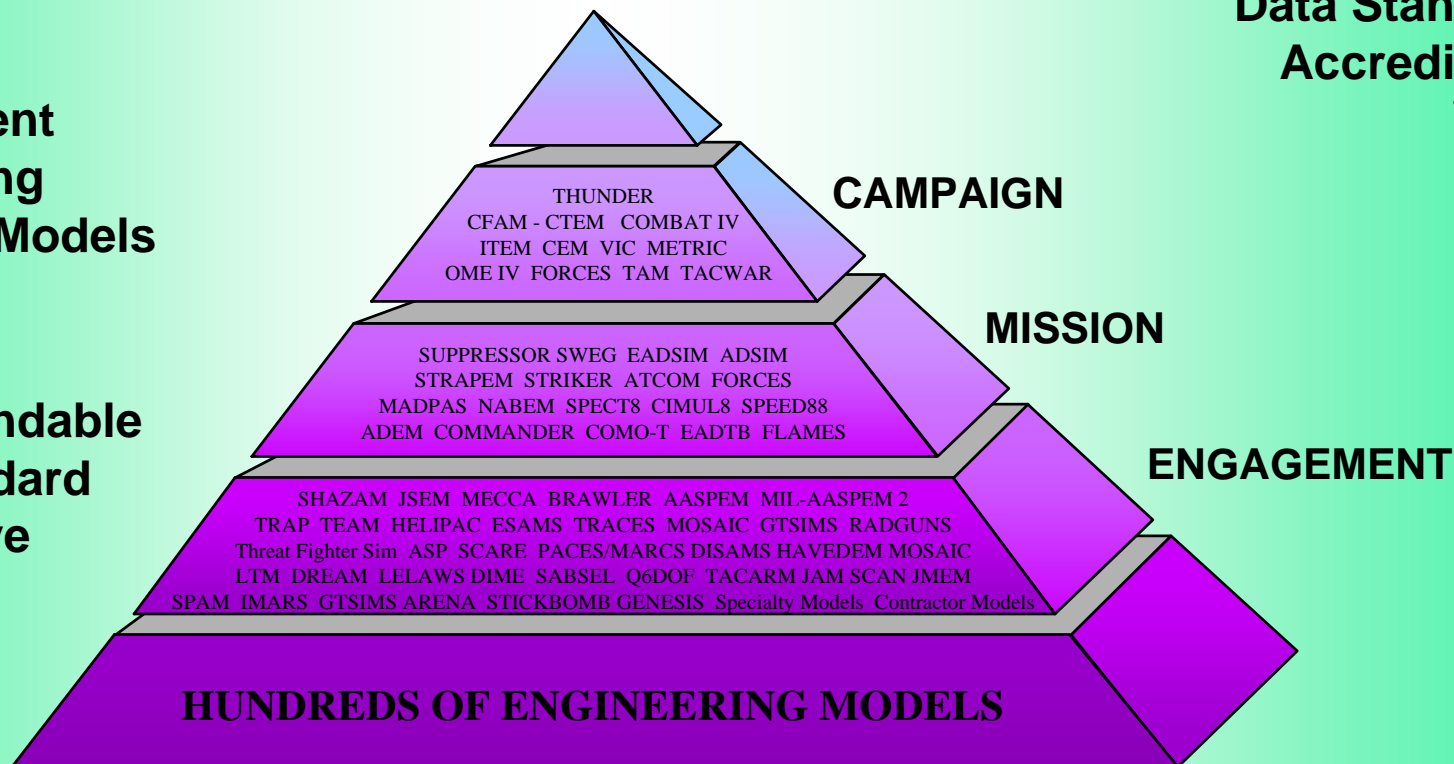 Data Stan
Accredi
ent
ng
Models
CAMPAIGN
THUNDER
CFAM - CTEM COMBAT IV
ITEM CEM VIC METRIC
OME IV FORCES TAM TACWAR
MISSION
SUPPRESSOR SWEG EADSIM ADSIM
STRAPEM STRIKER ATCOM FORCES
MADPAS NABEM SPECT8 CIMUL8 SPEED88
ADEM COMMANDER COMO-T EADTB FLAMES
ndable
dard
ve
ENGAGEMENT
SHAZAM JSEM MECCA BRAWLER AASPEM MIL-AASPEM 2
TRAP TEAM HELIPAC ESAMS TRACES MOSAIC GTSIMS RADGUNS
Threat Fighter Sim ASP SCARE PACES/MARCS DISAMS HAVEDEM MOSAIC
LTM DREAM LELAWS DIME SABSEL Q6DOF TACARM JAM SCAN JMEM
SPAM IMARS GTSIMS ARENA STICKBOMB GENESIS Specialty Models Contractor Models
HUNDREDS OF ENGINEERING MODELS